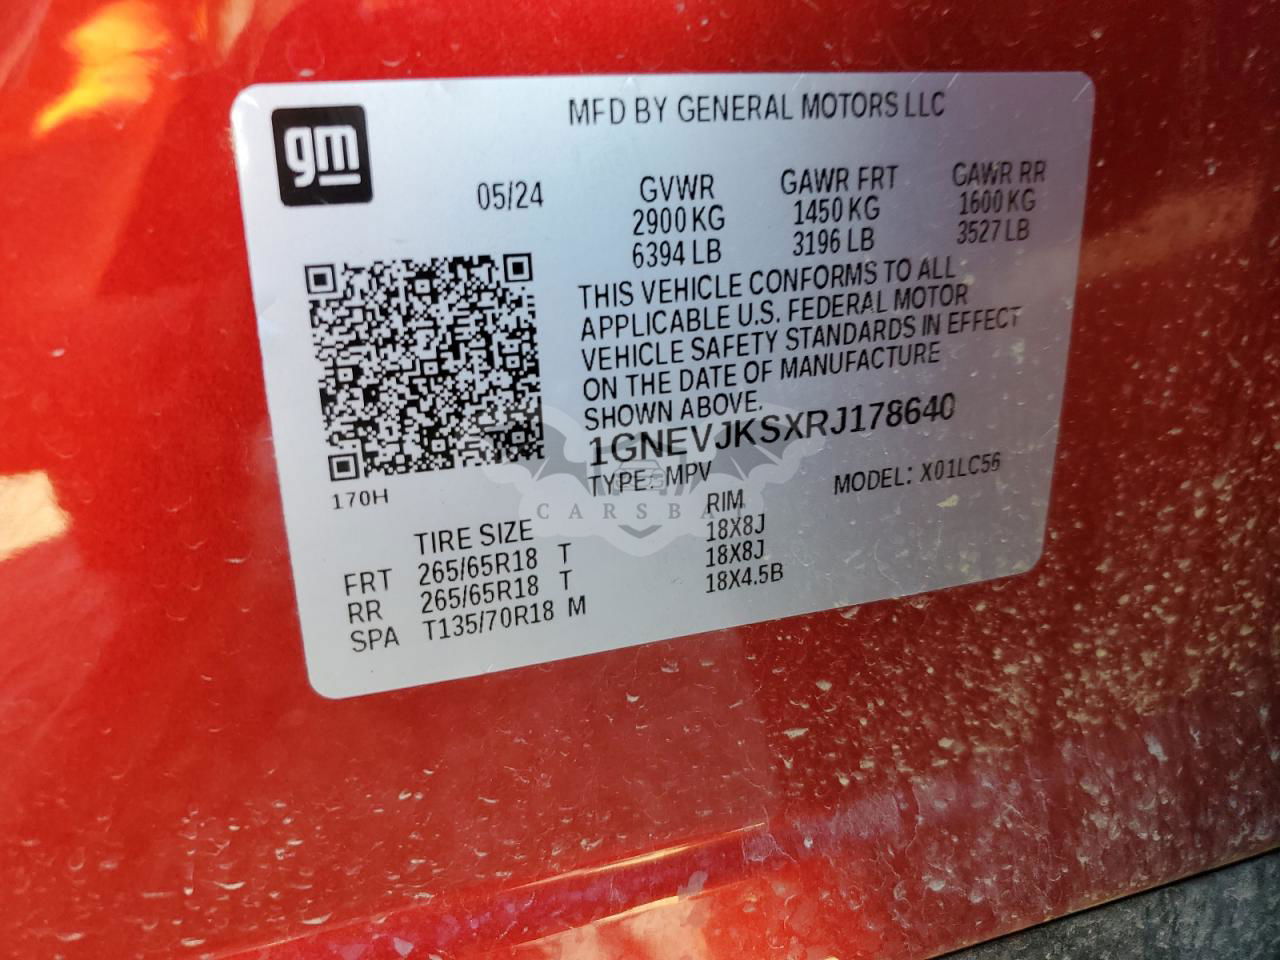 gm
MFD BY GENERAL MOTORS LLC
05/24
GVWR GAWR FRT GAWR RR
2900 KG 1450 KG 1600 KG
6394 LB 3196 LB 3527 LB
THIS VEHICLE CONFORMS TO ALL
APPLICABLE U.S. FEDERAL MOTOR
VEHICLE SAFETY STANDARDS IN EFFECT
ON THE DATE OF MANUFACTURE
SHOWN ABOVE.
1GNEVJKSXRJ178640
TYPE: MPV MODEL: X01LC56
170H
CARSBAT
TIRE SIZE RIM
FRT 265/65R18 T 18X8J
RR 265/65R18 T 18X8J
SPA T135/70R18 M 18X4.5B